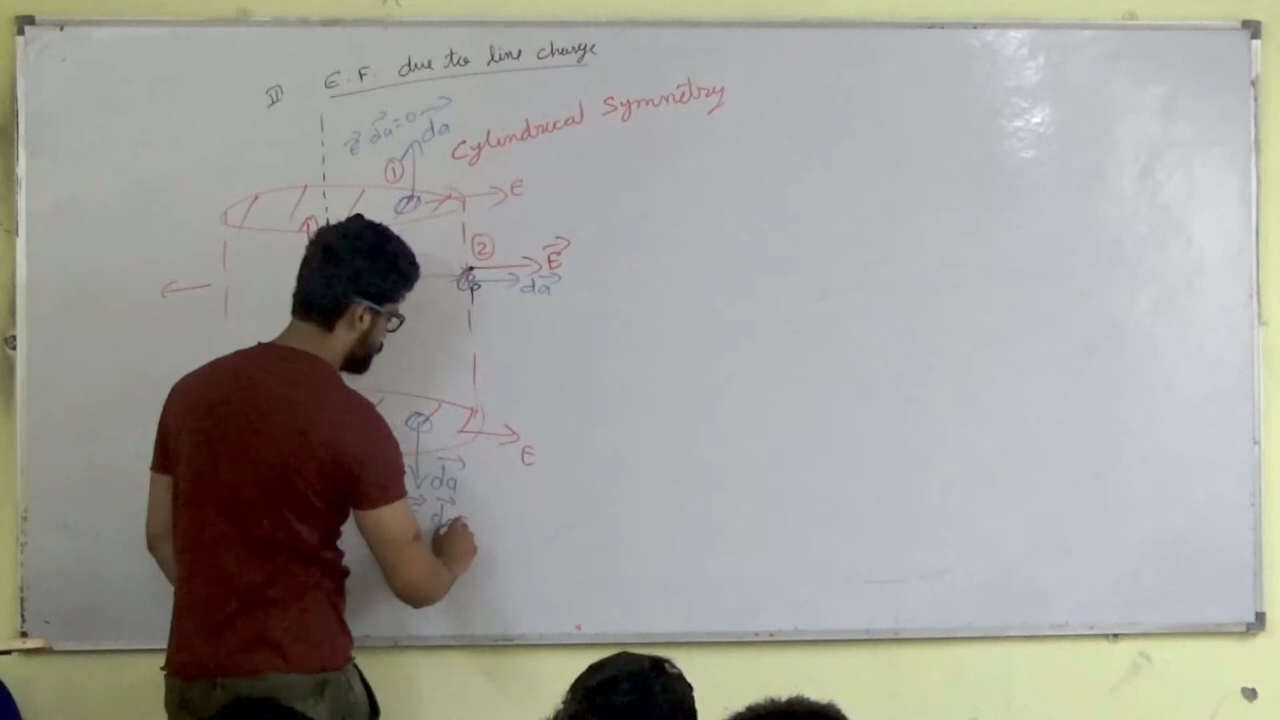 II) E.F. due to line charge
Cylindrical Symmetry
E⃗ da⃗=0
da⃗
①
E
②
E⃗
da⃗
P
E
da⃗
da